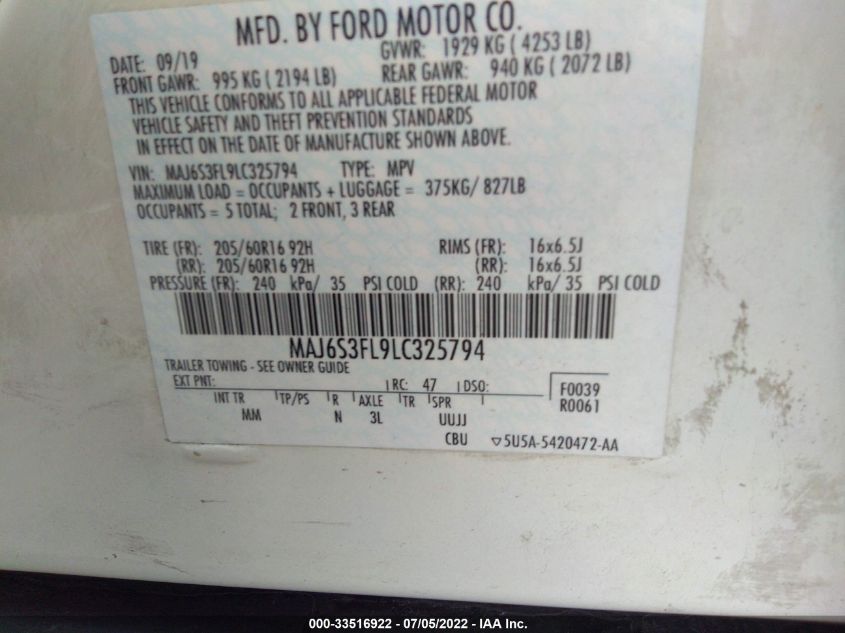 MFD. BY FORD MOTOR CO.
DATE: 09/19 GVWR: 1929 KG ( 4253 LB)
FRONT GAWR: 995 KG ( 2194 LB) REAR GAWR: 940 KG ( 2072 LB)
THIS VEHICLE CONFORMS TO ALL APPLICABLE FEDERAL MOTOR
VEHICLE SAFETY AND THEFT PREVENTION STANDARDS
IN EFFECT ON THE DATE OF MANUFACTURE SHOWN ABOVE.
VIN: MAJ6S3FL9LC325794 TYPE: MPV
MAXIMUM LOAD = OCCUPANTS + LUGGAGE = 375KG/ 827LB
OCCUPANTS = 5 TOTAL; 2 FRONT, 3 REAR
TIRE (FR): 205/60R16 92H RIMS (FR): 16x6.5J
(RR): 205/60R16 92H (RR): 16x6.5J
PRESSURE (FR): 240 kPa/ 35 PSI COLD (RR): 240 kPa/ 35 PSI COLD
MAJ6S3FL9LC325794
TRAILER TOWING - SEE OWNER GUIDE
EXT PNT: RC: 47 DSO: F0039
INT TR TP/PS R AXLE TR SPR R0061
MM N 3L UUJJ
CBU 5U5A-5420472-AA
000-33516922 - 07/05/2022 - IAA Inc.